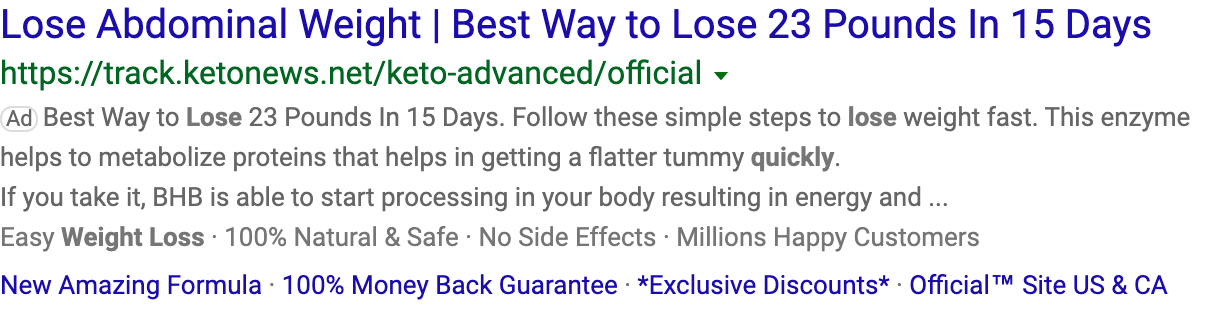 Lose Abdominal Weight | Best Way to Lose 23 Pounds In 15 Days
https://track.ketonews.net/keto-advanced/official
Ad Best Way to Lose 23 Pounds In 15 Days. Follow these simple steps to lose weight fast. This enzyme
helps to metabolize proteins that helps in getting a flatter tummy quickly.
If you take it, BHB is able to start processing in your body resulting in energy and ...
Easy Weight Loss · 100% Natural & Safe · No Side Effects · Millions Happy Customers
New Amazing Formula · 100% Money Back Guarantee · *Exclusive Discounts* · Official™ Site US & CA